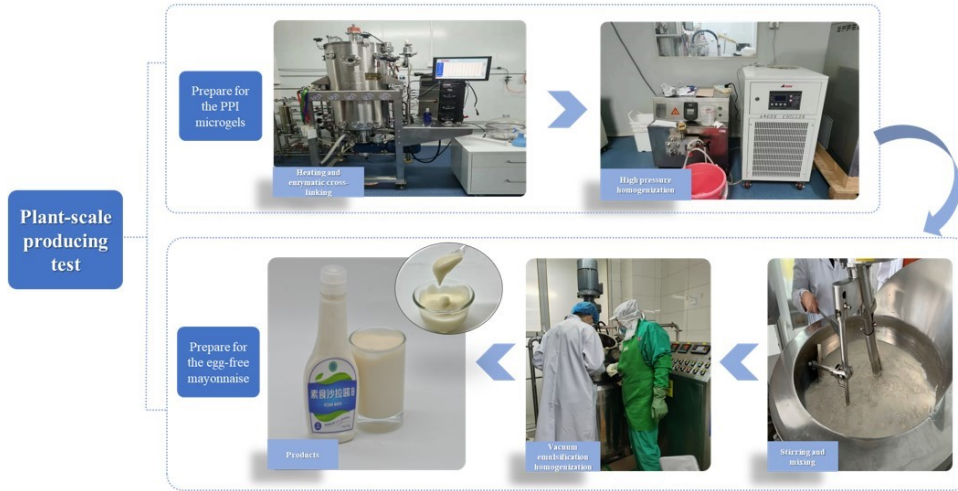 Plant-scale
producing
test
Prepare for
the PPI
microgels
Heating and
enzymatic cross-
linking
High pressure
homogenization
Prepare for
the egg-free
mayonnaise
Stirring and
mixing
Vacuum
emulsification
homogenization
Products
素食沙拉酱